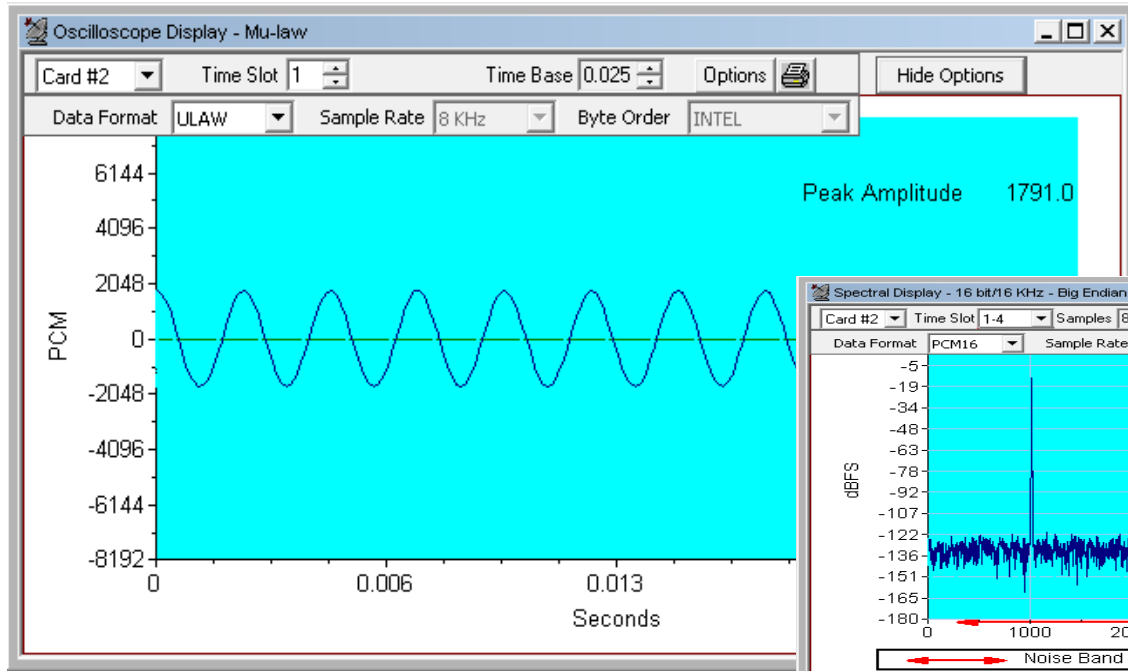 Oscilloscope Display - Mu-law
Card #2 Time Slot 1 Time Base 0.025 Options Hide Options
Data Format ULAW Sample Rate 8 KHz Byte Order INTEL
6144
4096
2048
0
-2048
-4096
-6144
-8192
PCM
Peak Amplitude 1791.0
0 0.006 0.013
Seconds
Spectral Display - 16 bit/16 KHz - Big Endian
Card #2 Time Slot 1-4 Samples 8
Data Format PCM16 Sample Rate
-5
-19
-34
-48
-63
-78
-92
-107
-122
-136
-151
-165
-180
dBFS
0 1000 20
Noise Band